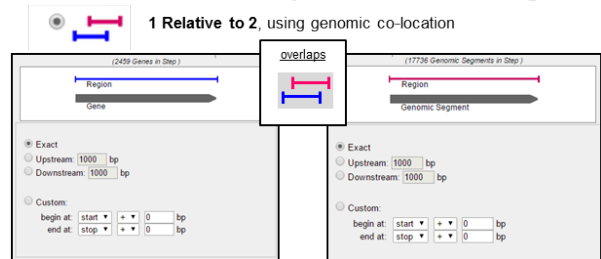 1 Relative to 2, using genomic co-location
(2459 Genes in Step )
Region
Gene
Exact
Upstream: 1000 bp
Downstream: 1000 bp
Custom:
begin at: start + 0 bp
end at: stop + 0 bp
overlaps
(17736 Genomic Segments in Step )
Region
Genomic Segment
Exact
Upstream: 1000 bp
Downstream: 1000 bp
Custom:
begin at: start + 0 bp
end at: stop + 0 bp